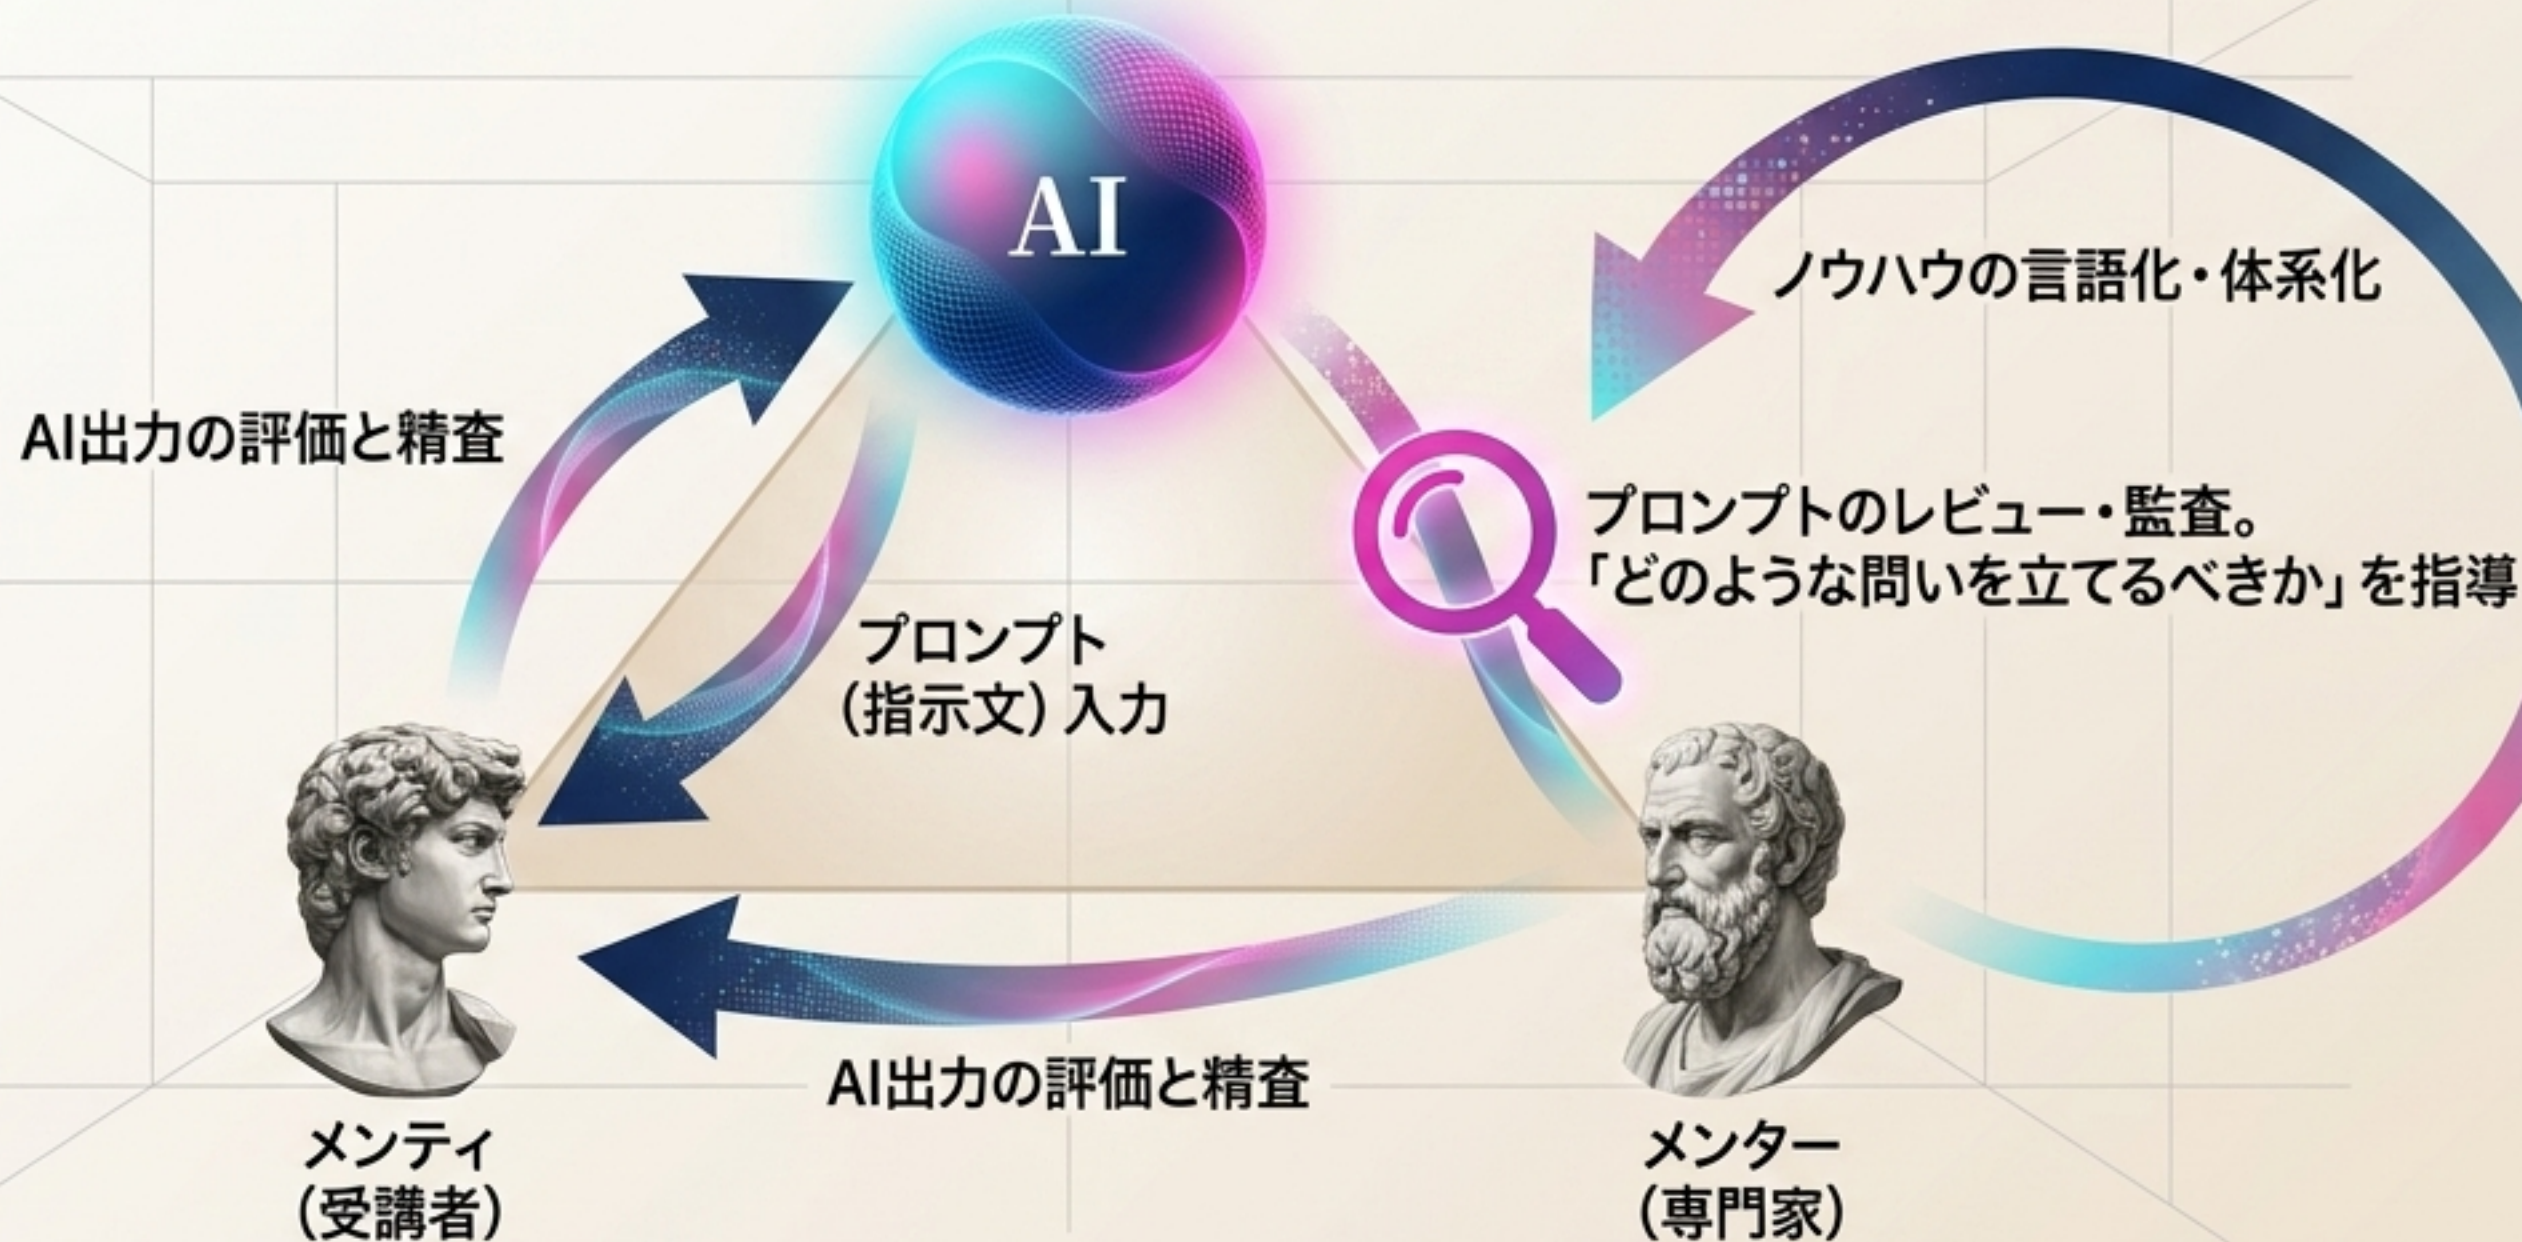 AI
ノウハウの言語化・体系化
AI出力の評価と精査
プロンプトのレビュー・監査。
「どのような問いを立てるべきか」を指導
プロンプト
（指示文）入力
AI出力の評価と精査
メンティ
（受講者）
メンター
（専門家）